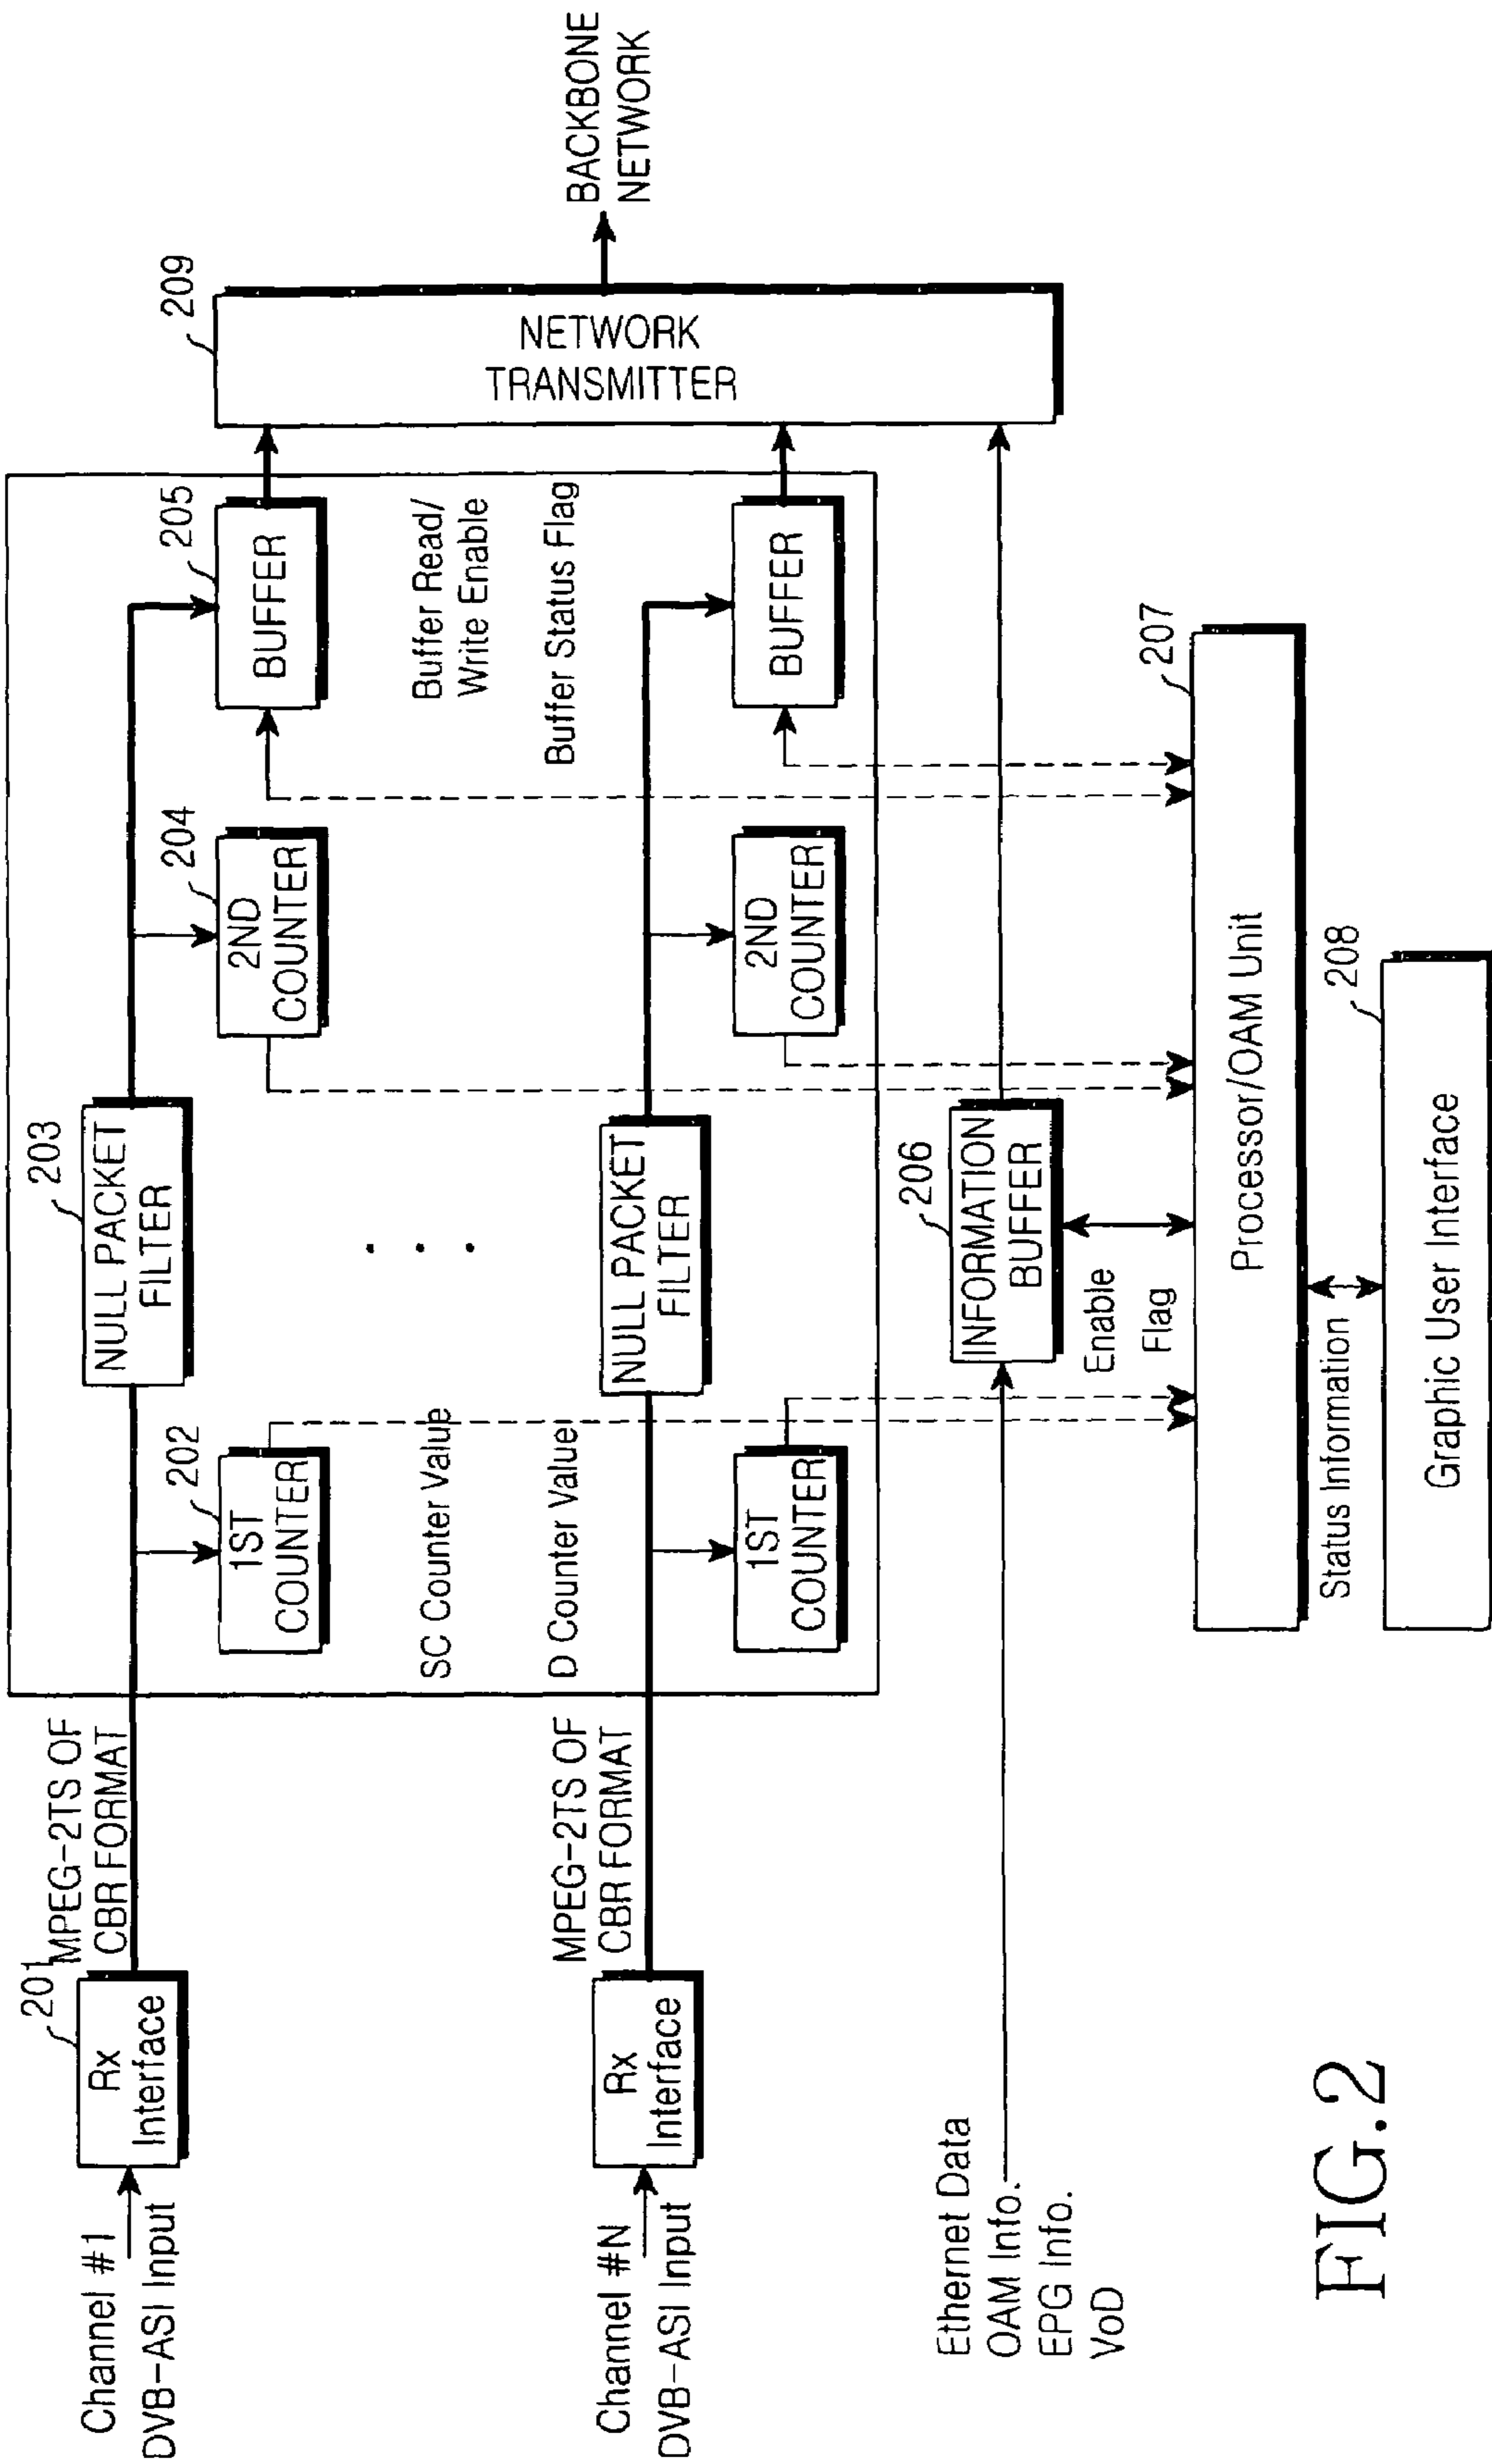 Channel #1
DVB-ASI Input
201
Rx
Interface
MPEG-2TS OF
CBR FORMAT
202
1ST
COUNTER
203
NULL PACKET
FILTER
204
2ND
COUNTER
205
BUFFER
SC Counter Value
D Counter Value
. . .
Buffer Read/
Write Enable
Buffer Status Flag
Channel #N
DVB-ASI Input
Rx
Interface
MPEG-2TS OF
CBR FORMAT
1ST
COUNTER
NULL PACKET
FILTER
2ND
COUNTER
BUFFER
209
NETWORK
TRANSMITTER
BACKBONE
NETWORK
Ethernet Data
OAM Info.
EPG Info.
VoD
206
INFORMATION
BUFFER
Enable
Flag
207
Processor/OAM Unit
Status Information
208
Graphic User Interface
FIG.2